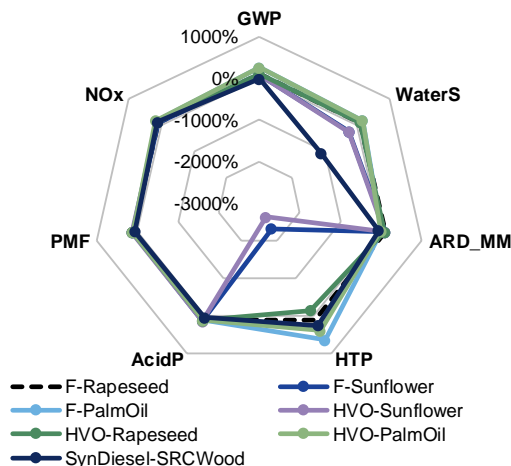 GWP
1000%
0%
NOx
WaterS
-1000%
-2000%
-3000%
PMF
ARD_MM
AcidP
HTP
F-Rapeseed
F-Sunflower
F-PalmOil
HVO-Sunflower
HVO-Rapeseed
HVO-PalmOil
SynDiesel-SRCWood